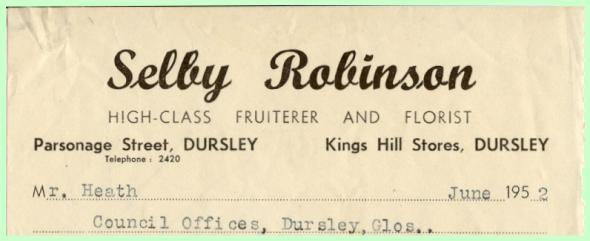 Selby Robinson
HIGH-CLASS FRUITERER AND FLORIST
Parsonage Street, DURSLEY Kings Hill Stores, DURSLEY
Telephone: 2420
Mr. Heath June 1952
Council Offices, Dursley, Glos..